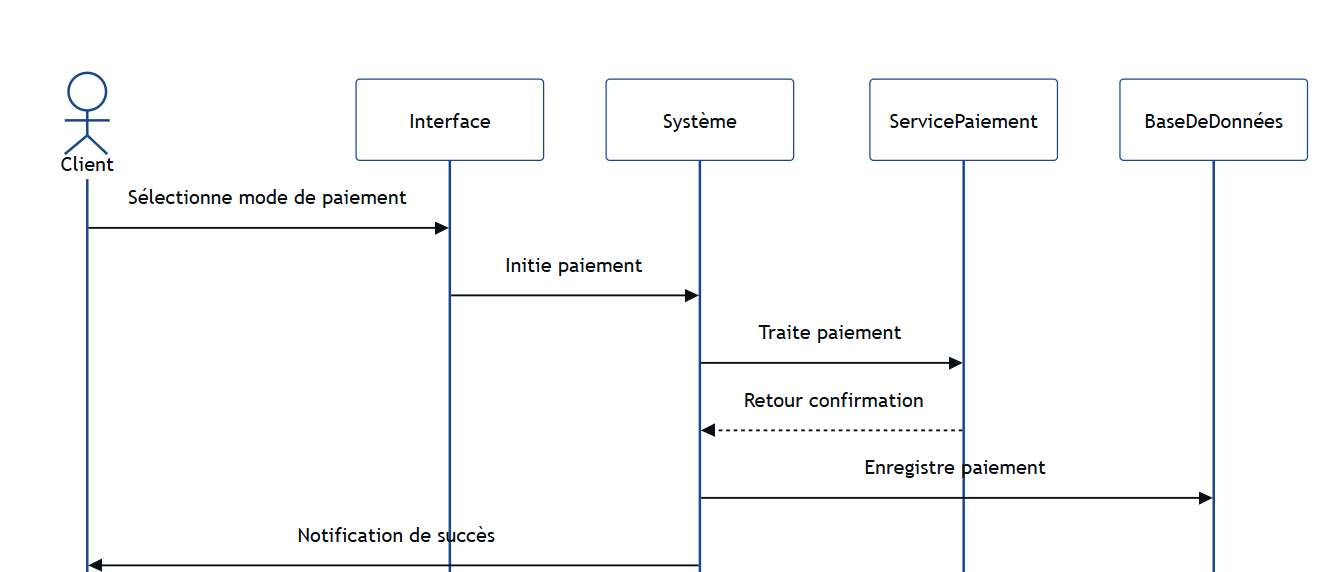 Client
Interface
Système
ServicePaiement
BaseDeDonnées
Sélectionne mode de paiement
Initie paiement
Traite paiement
Retour confirmation
Enregistre paiement
Notification de succès